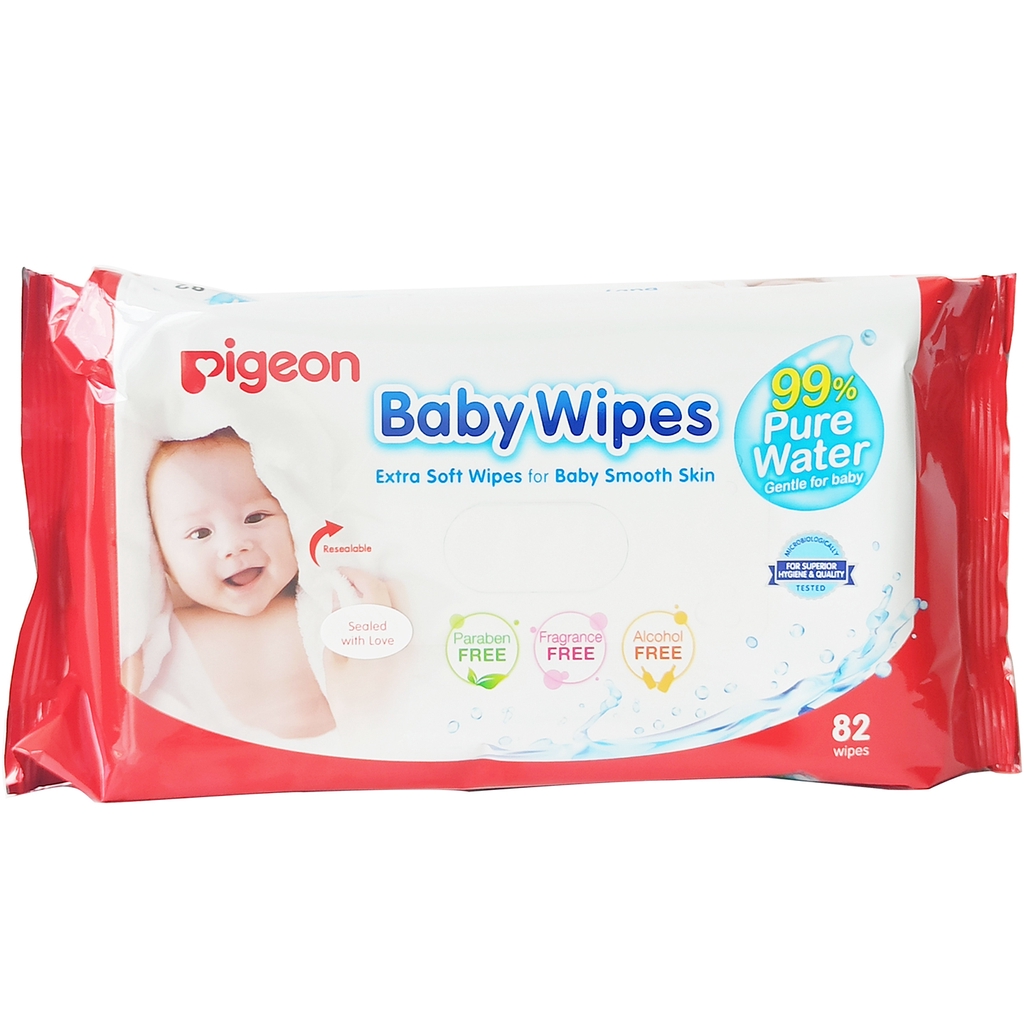 pigeon
Baby Wipes
Extra Soft Wipes for Baby Smooth Skin
99%
Pure
Water
Gentle for baby
Resealable
Sealed
with Love
MICROBIOLOGICALLY
FOR SUPERIOR
HYGIENE & QUALITY
TESTED
Paraben
FREE
Fragrance
FREE
Alcohol
FREE
82
wipes